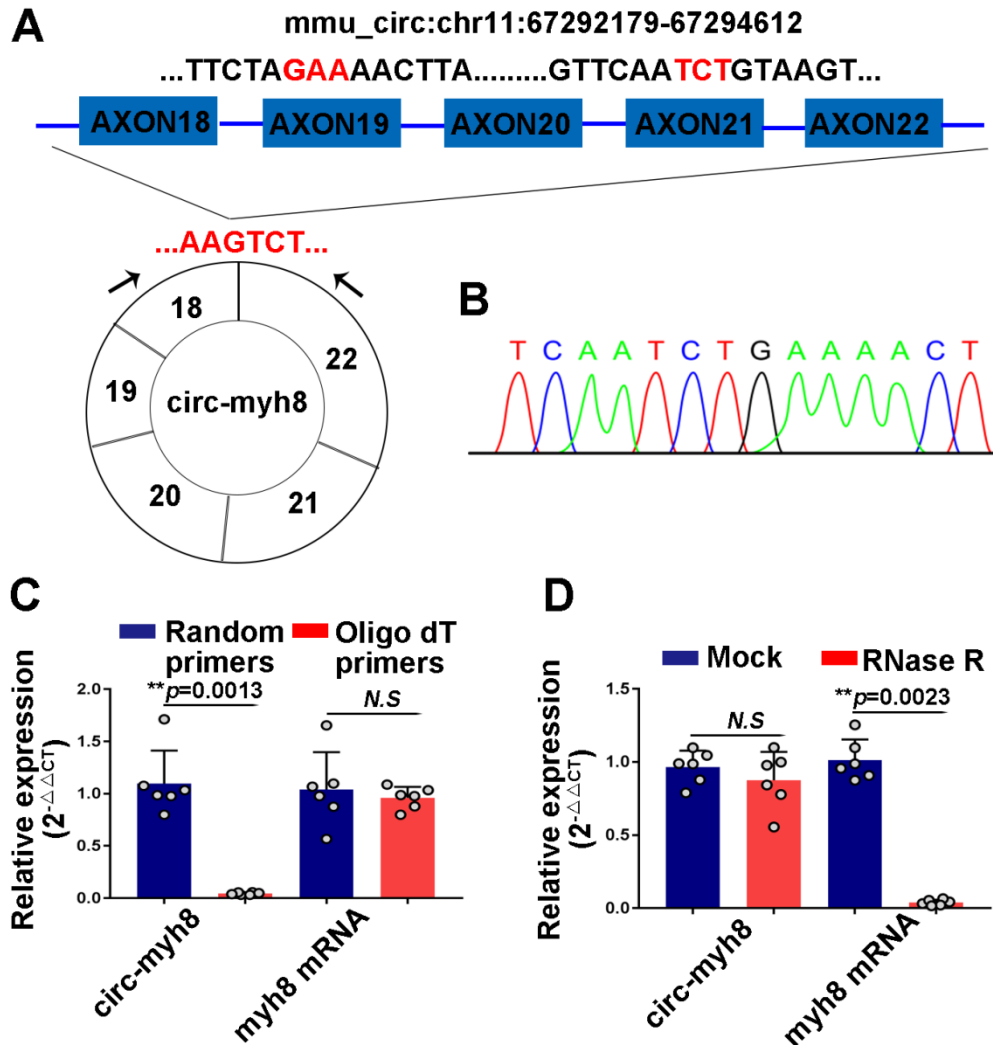 A
mmu_circ:chr11:67292179-67294612
...TTCTAGAAAACTTA.........GTTCAATCTGTAAGT...
AXON18 AXON19 AXON20 AXON21 AXON22
...AAGTCT...
18
22
19
circ-myh8
20
21
B
T C A A T C T G A A A A C T
C
Random primers
Oligo dT primers
Relative expression
(2-△△CT)
2.0
1.5
1.0
0.5
0.0
**p=0.0013
N.S
circ-myh8
myh8 mRNA
D
Mock
RNase R
Relative expression
(2-△△CT)
1.5
1.0
0.5
0.0
N.S
**p=0.0023
circ-myh8
myh8 mRNA